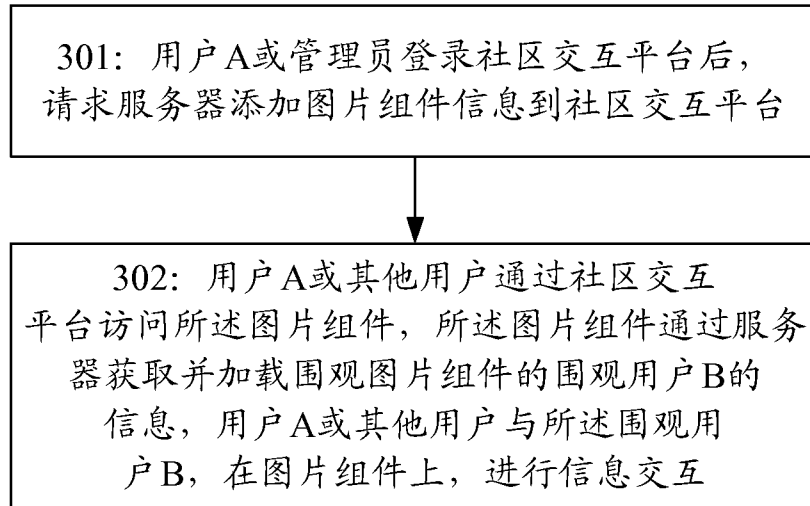 301：用户A或管理员登录社区交互平台后，
请求服务器添加图片组件信息到社区交互平台
302：用户A或其他用户通过社区交互
平台访问所述图片组件，所述图片组件通过服务
器获取并加载围观图片组件的围观用户B的
信息，用户A或其他用户与所述围观用
户B，在图片组件上，进行信息交互